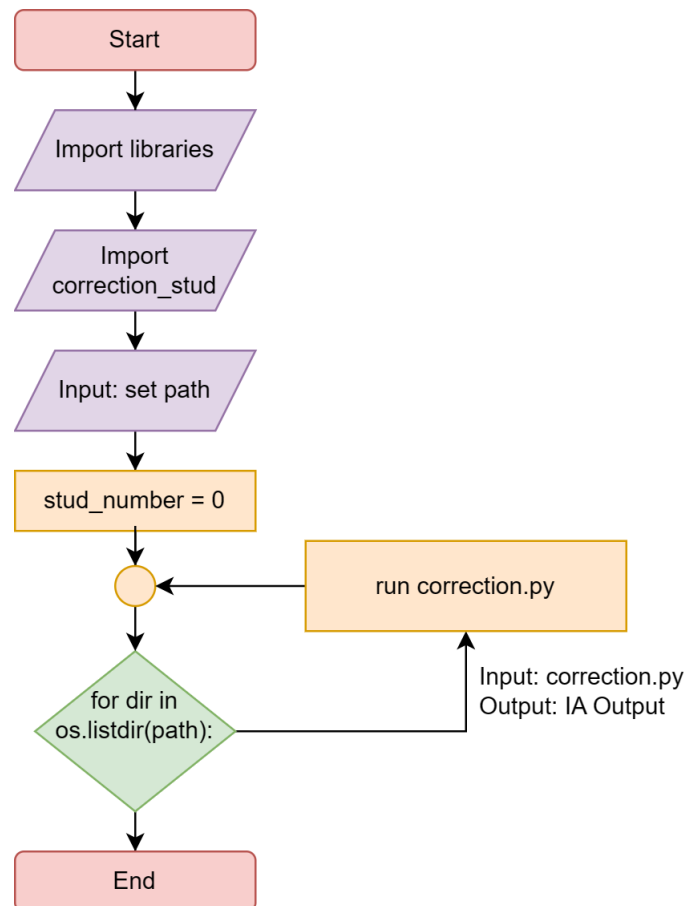 Start
Import libraries
Import
correction_stud
Input: set path
stud_number = 0
run correction.py
for dir in
os.listdir(path):
Input: correction.py
Output: IA Output
End